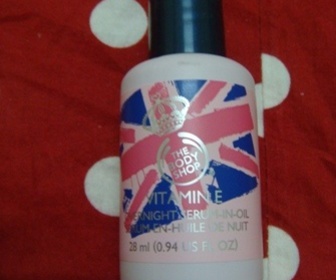 THE
BODY
SHOP
VITAMIN E
OVERNIGHT SERUM-IN-OIL
SÉRUM-EN-HUILE DE NUIT
28 ml (0.94 US FL OZ)